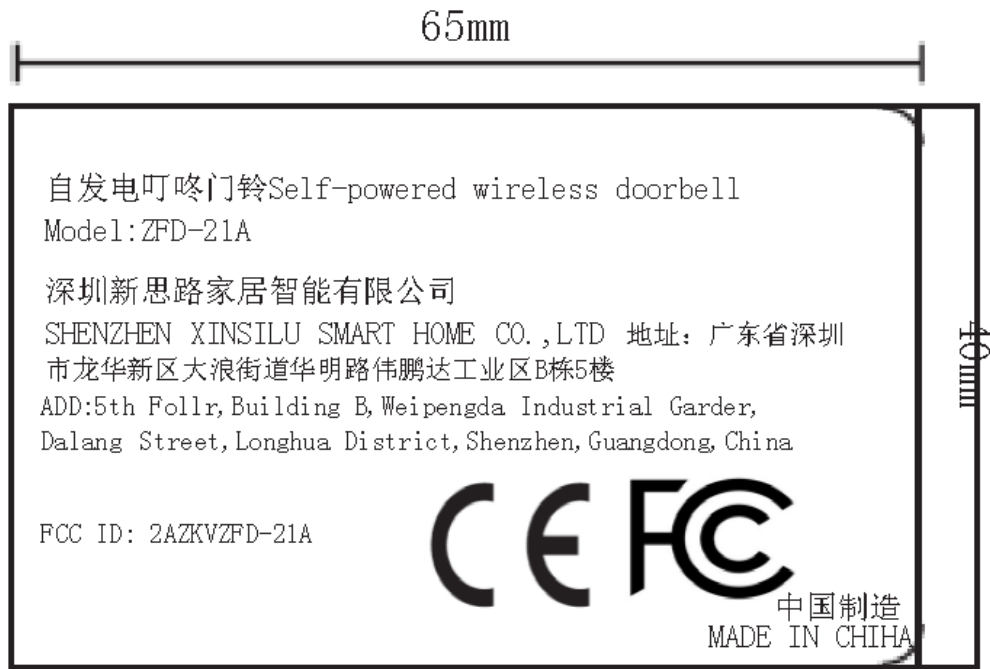 65mm
自发电叮咚门铃Self-powered wireless doorbell
Model:ZFD-21A
深圳新思路家居智能有限公司
SHENZHEN XINSILU SMART HOME CO.,LTD 地址: 广东省深圳
市龙华新区大浪街道华明路伟鹏达工业区B栋5楼
ADD:5th Follr,Building B,Weipengda Industrial Garder,
Dalang Street,Longhua District,Shenzhen,Guangdong,China
FCC ID: 2AZKVZFD-21A
CE FCC
中国制造
MADE IN CHIHA
40mm